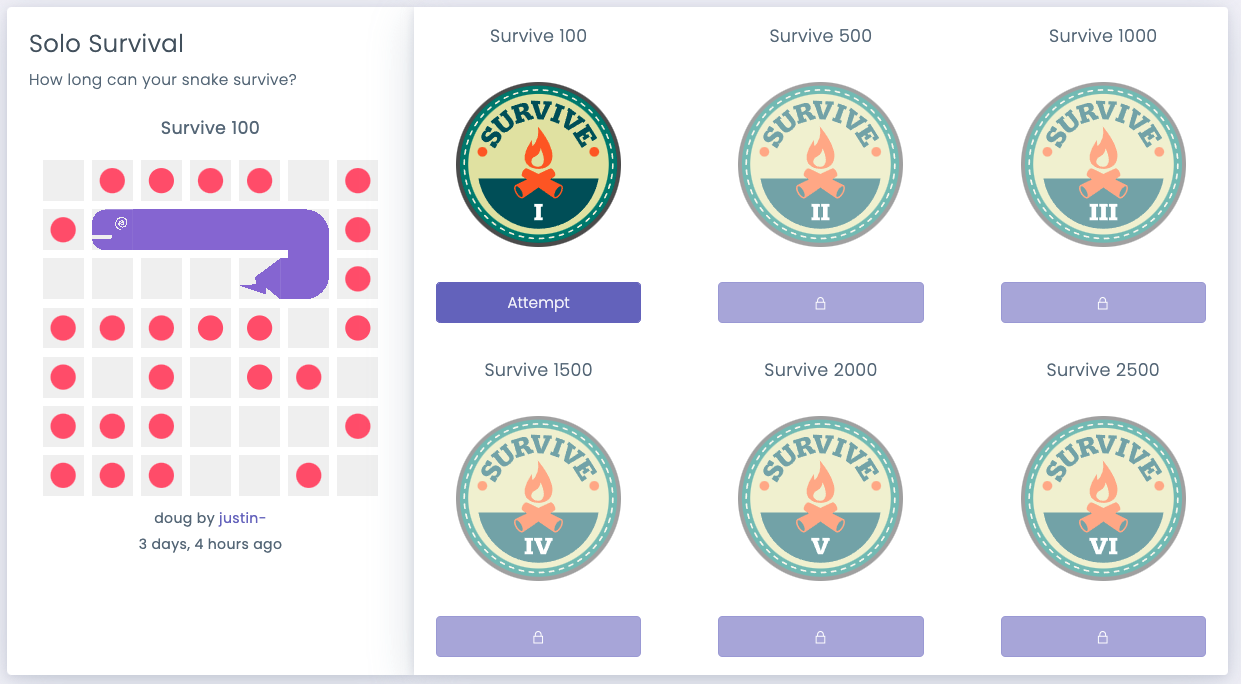 Solo Survival
How long can your snake survive?
Survive 100
doug by justin-
3 days, 4 hours ago
Survive 100
SURVIVE
I
Attempt
Survive 500
SURVIVE
II
Survive 1000
SURVIVE
III
Survive 1500
SURVIVE
IV
Survive 2000
SURVIVE
V
Survive 2500
SURVIVE
VI